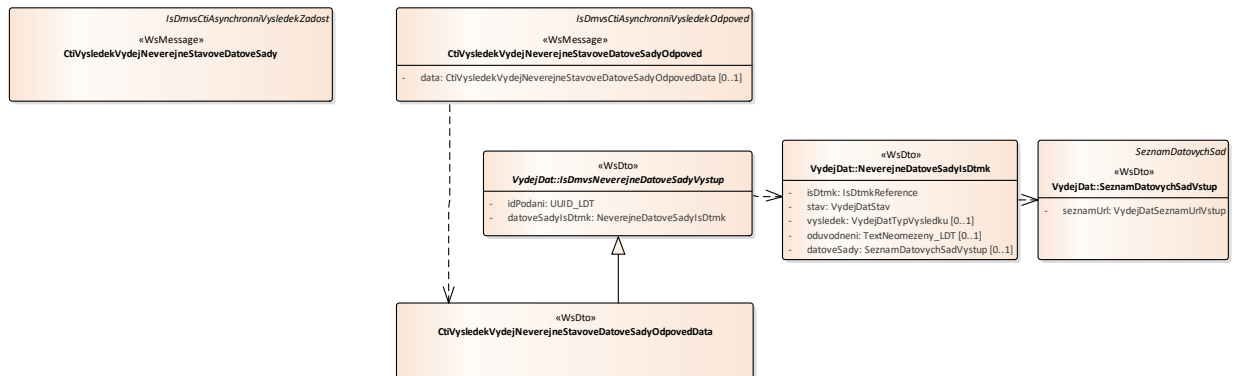 IsDmvsCtiAsynchronniVysledekZadost
«WsMessage»
CtiVysledekVydejNeverejneStavoveDatoveSady
IsDmvsCtiAsynchronniVysledekOdpoved
«WsMessage»
CtiVysledekVydejNeverejneStavoveDatoveSadyOdpoved
- data: CtiVysledekVydejNeverejneStavoveDatoveSadyOdpovedData [0..1]
«WsDto»
VydejDat::IsDmvsNeverejneDatoveSadyVystup
- idPodani: UUID_LDT
- datoveSadyIsDtmk: NeverejneDatoveSadyIsDtmk
«WsDto»
VydejDat::NeverejneDatoveSadyIsDtmk
- isDtmk: IsDtmkReference
- stav: VydejDatStav
- vysledek: VydejDatTypVysledku [0..1]
- oduvodneni: TextNeomezeny_LDT [0..1]
- datoveSady: SeznamDatovychSadVystup [0..1]
SeznamDatovychSad
«WsDto»
VydejDat::SeznamDatovychSadVstup
- seznamUrl: VydejDatSeznamUrlVstup
«WsDto»
CtiVysledekVydejNeverejneStavoveDatoveSadyOdpovedData